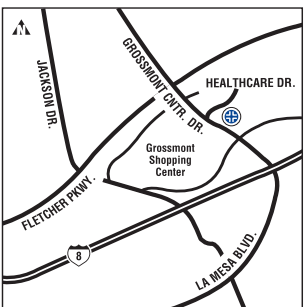 N
JACKSON DR.
GROSSMONT CNTR. DR.
HEALTHCARE DR.
Grossmont
Shopping
Center
FLETCHER PKWY.
8
LA MESA BLVD.